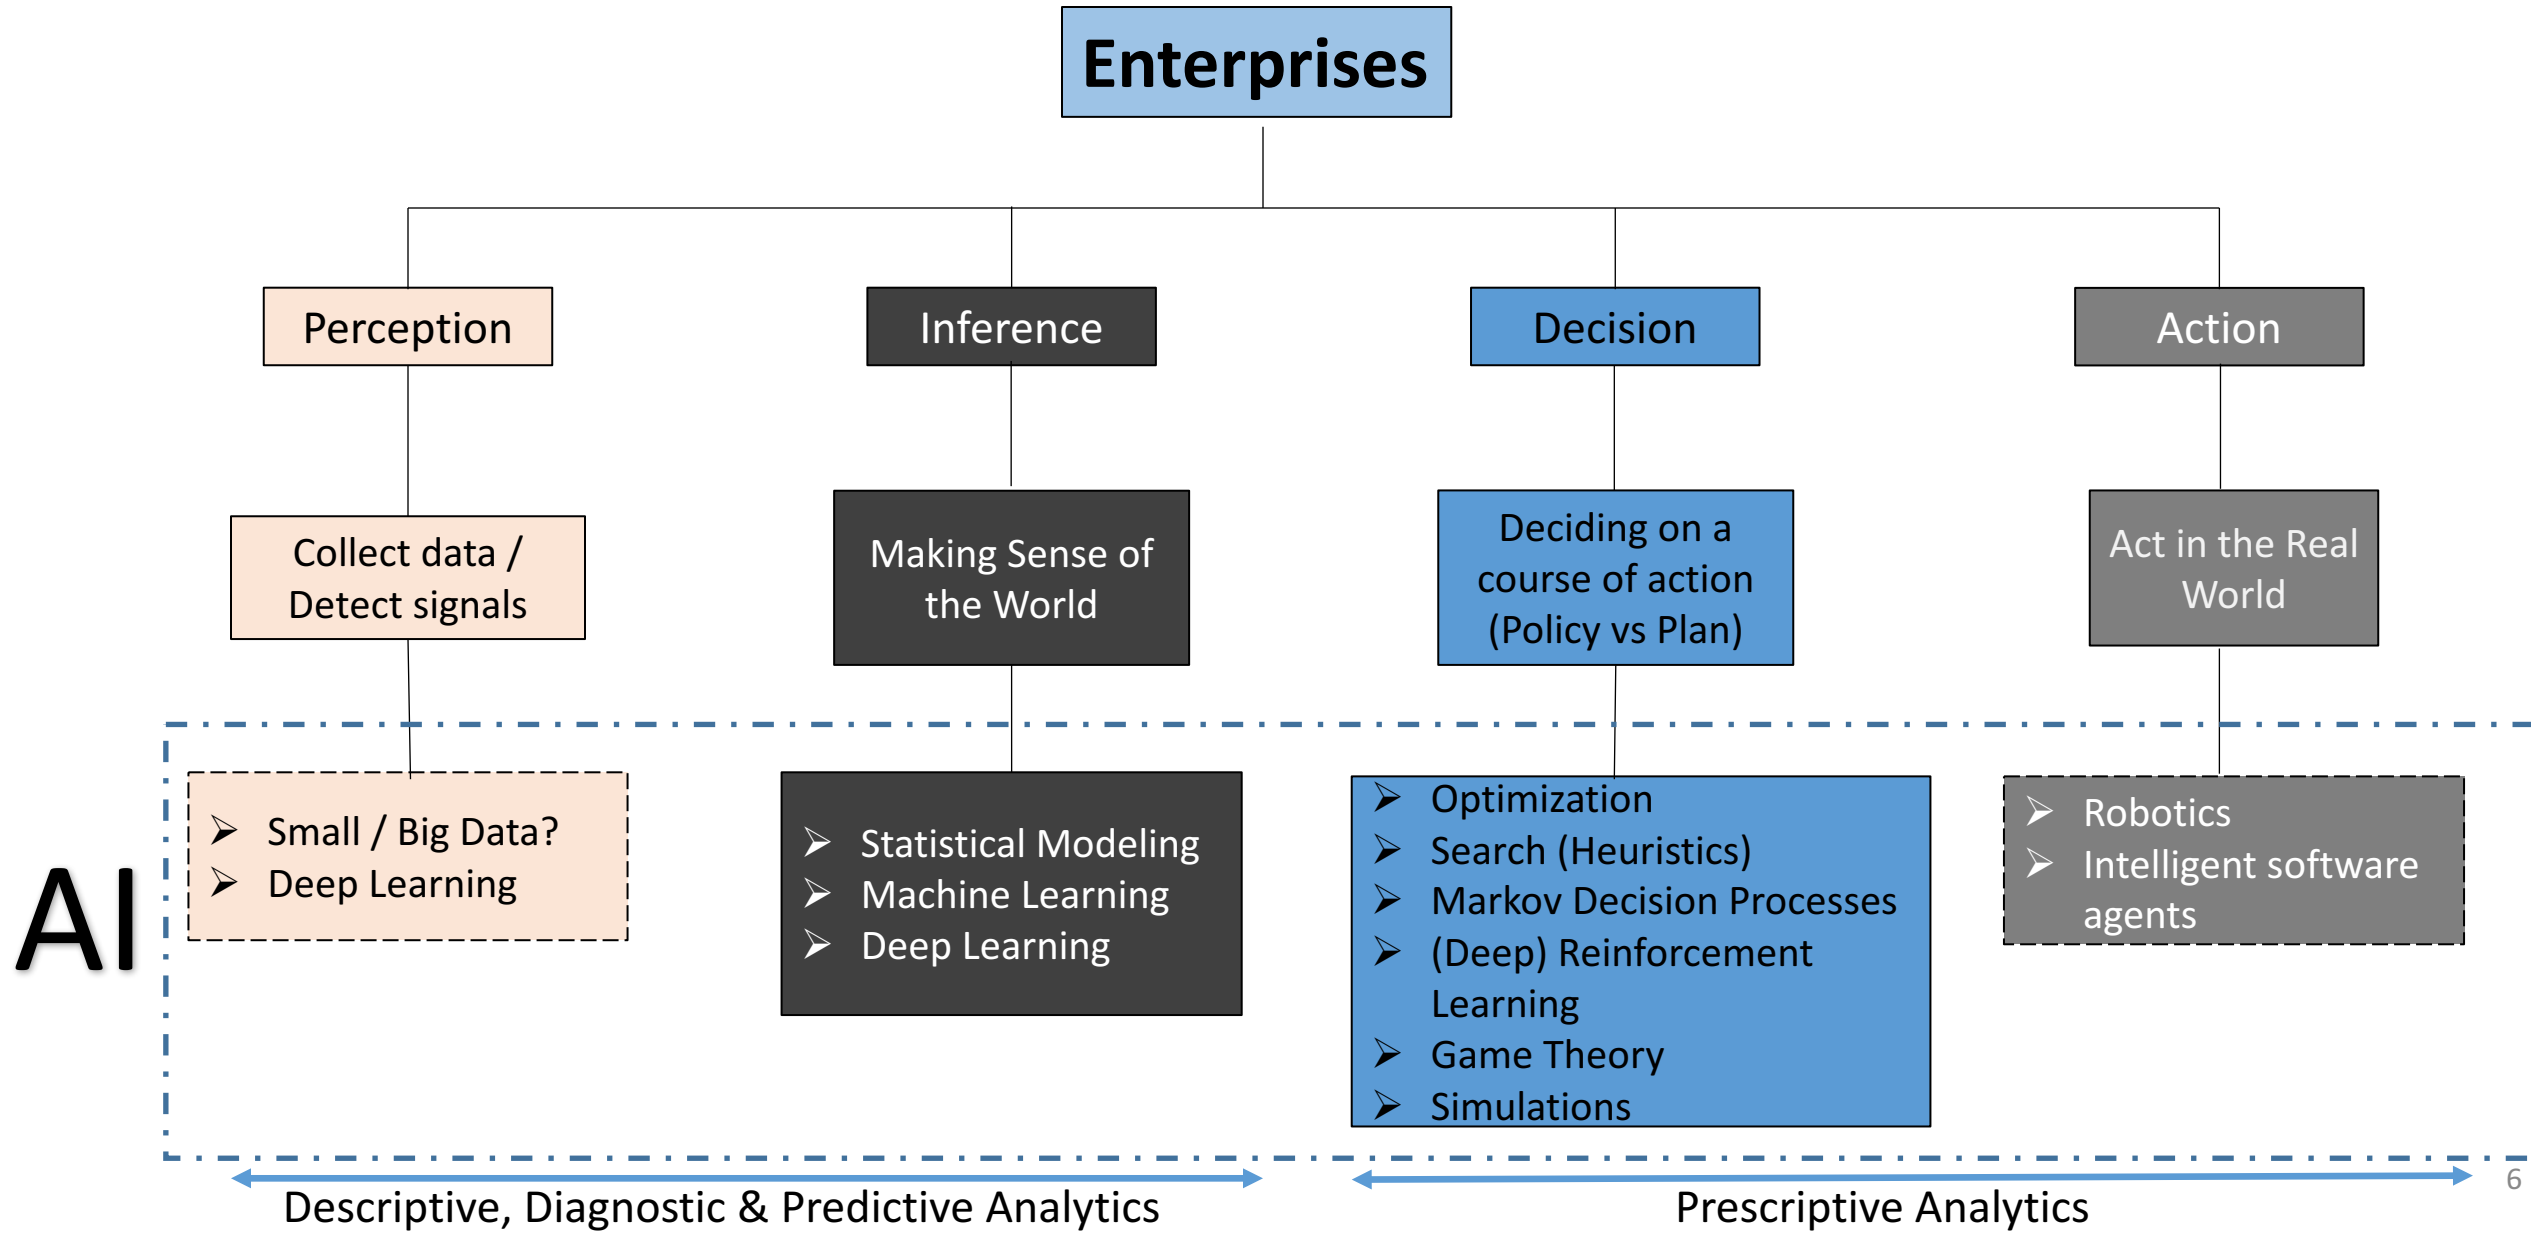 Enterprises
Perception
Inference
Decision
Action
Collect data /
Detect signals
Making Sense of
the World
Deciding on a
course of action
(Policy vs Plan)
Act in the Real
World
AI
➢ Small / Big Data?
➢ Deep Learning
➢ Statistical Modeling
➢ Machine Learning
➢ Deep Learning
➢ Optimization
➢ Search (Heuristics)
➢ Markov Decision Processes
➢ (Deep) Reinforcement
Learning
➢ Game Theory
➢ Simulations
➢ Robotics
➢ Intelligent software
agents
Descriptive, Diagnostic & Predictive Analytics
Prescriptive Analytics
6